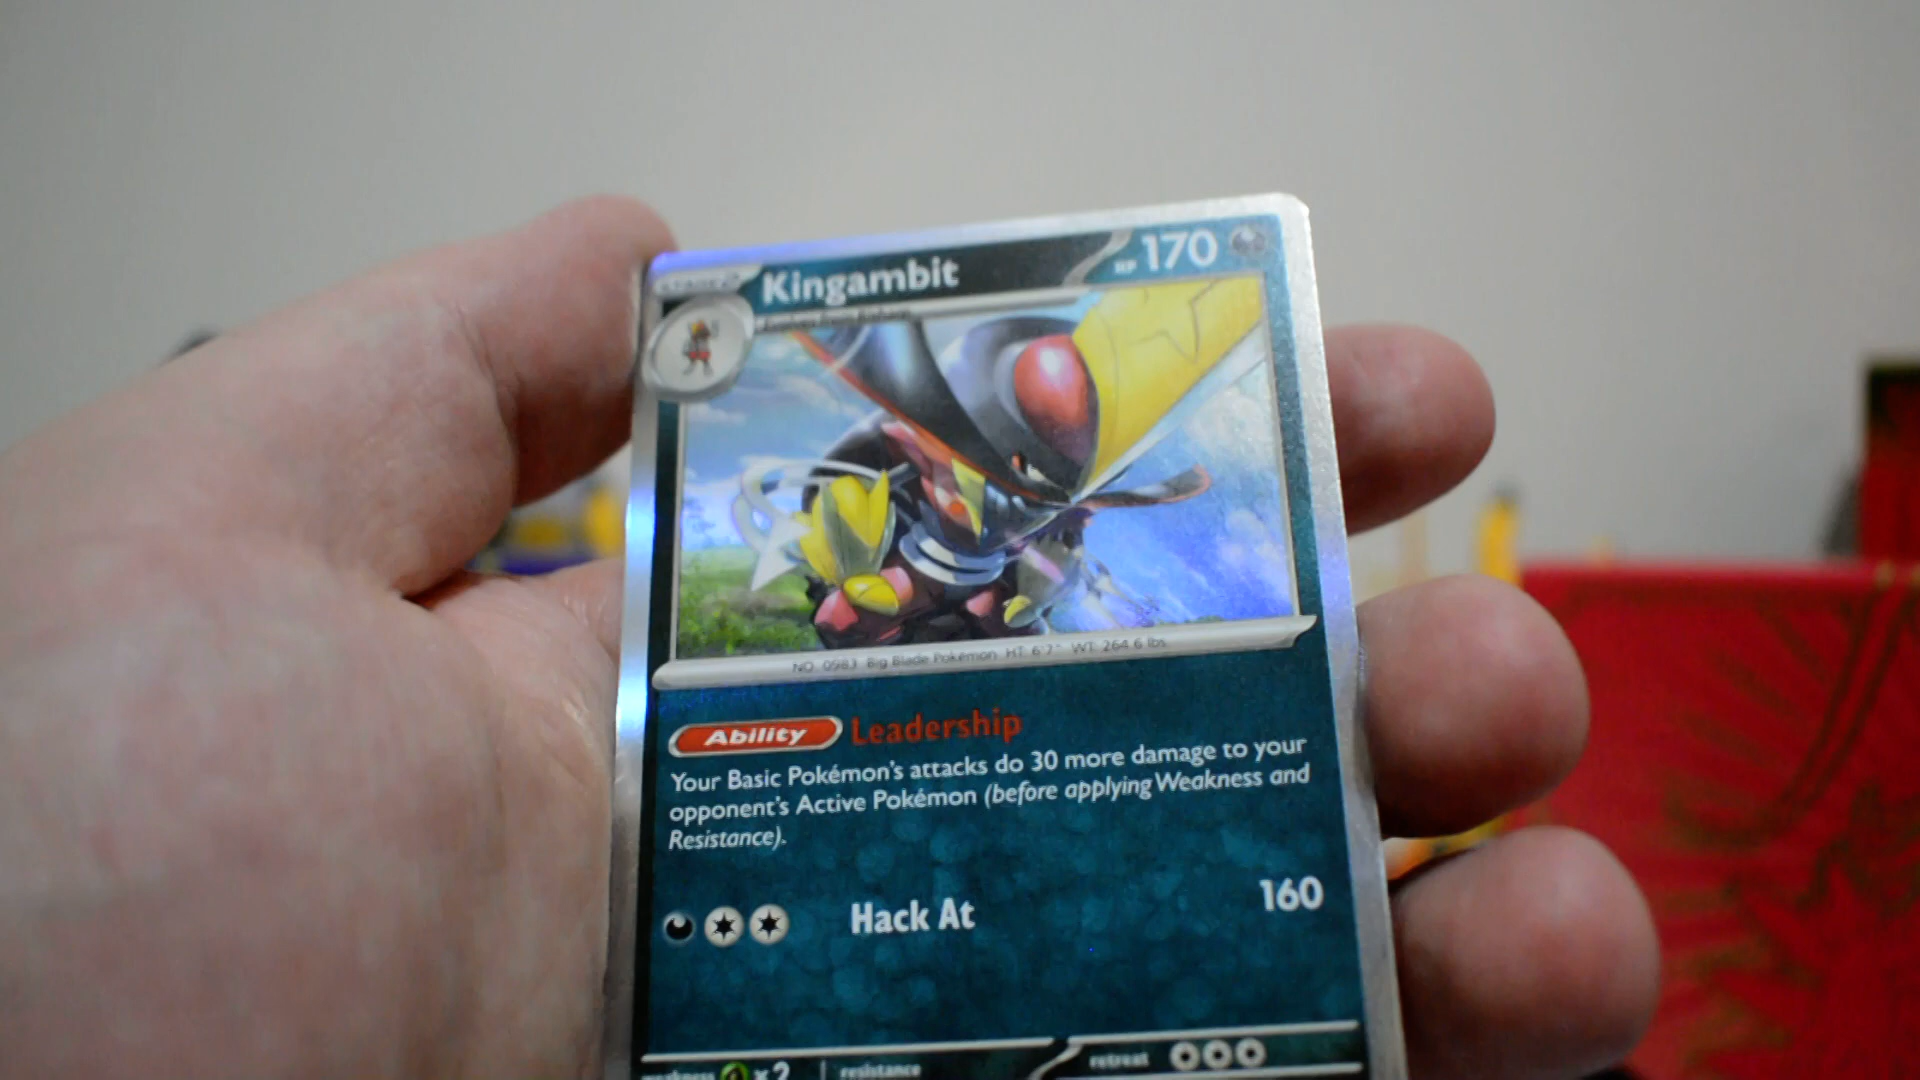 Kingambit
HP 170
NO. 0983 Big Blade Pokémon HT: 6'7" WT: 264.6 lbs
Ability Leadership
Your Basic Pokémon's attacks do 30 more damage to your
opponent's Active Pokémon (before applying Weakness and
Resistance).
Hack At 160
weakness x2 resistance retreat